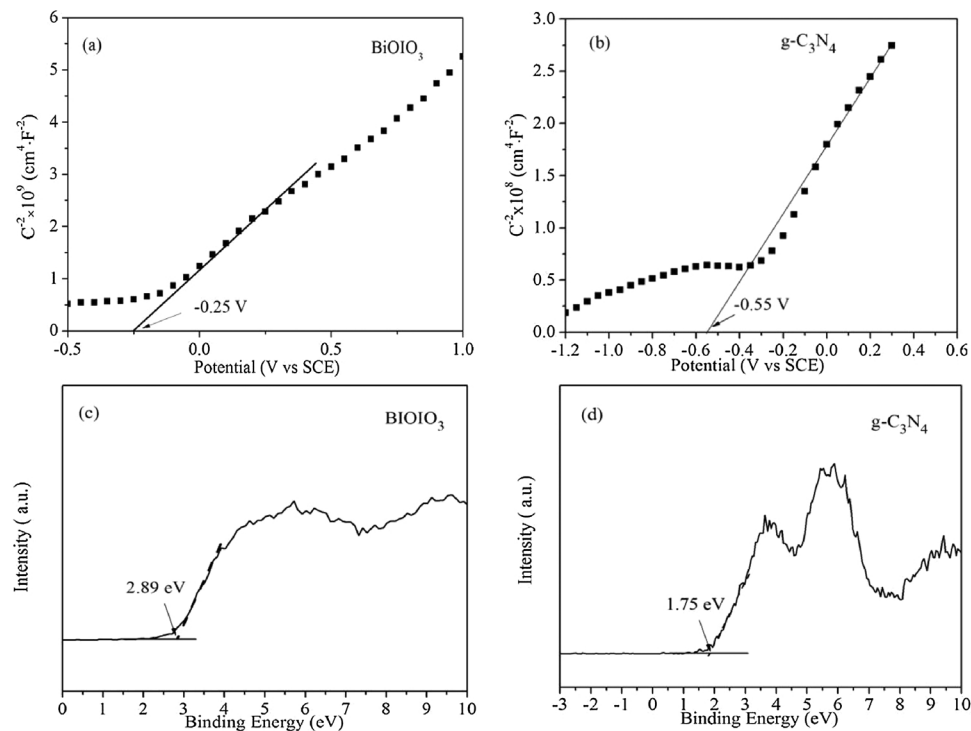 (a) BiOIO₃
6
5
4
3
2
1
0
C⁻²×10⁹ (cm⁴·F⁻²)
-0.25 V
-0.5 0.0 0.5 1.0
Potential (V vs SCE)
(b) g-C₃N₄
3.0
2.5
2.0
1.5
1.0
0.5
0.0
C⁻²x10⁸ (cm⁴·F⁻²)
-0.55 V
-1.2 -1.0 -0.8 -0.6 -0.4 -0.2 0.0 0.2 0.4 0.6
Potential (V vs SCE)
(c) BIOIO₃
Intensity ( a.u.)
2.89 eV
0 1 2 3 4 5 6 7 8 9 10
Binding Energy (eV)
(d) g-C₃N₄
Intensity ( a.u.)
1.75 eV
-3 -2 -1 0 1 2 3 4 5 6 7 8 9 10
Binding Energy (eV)